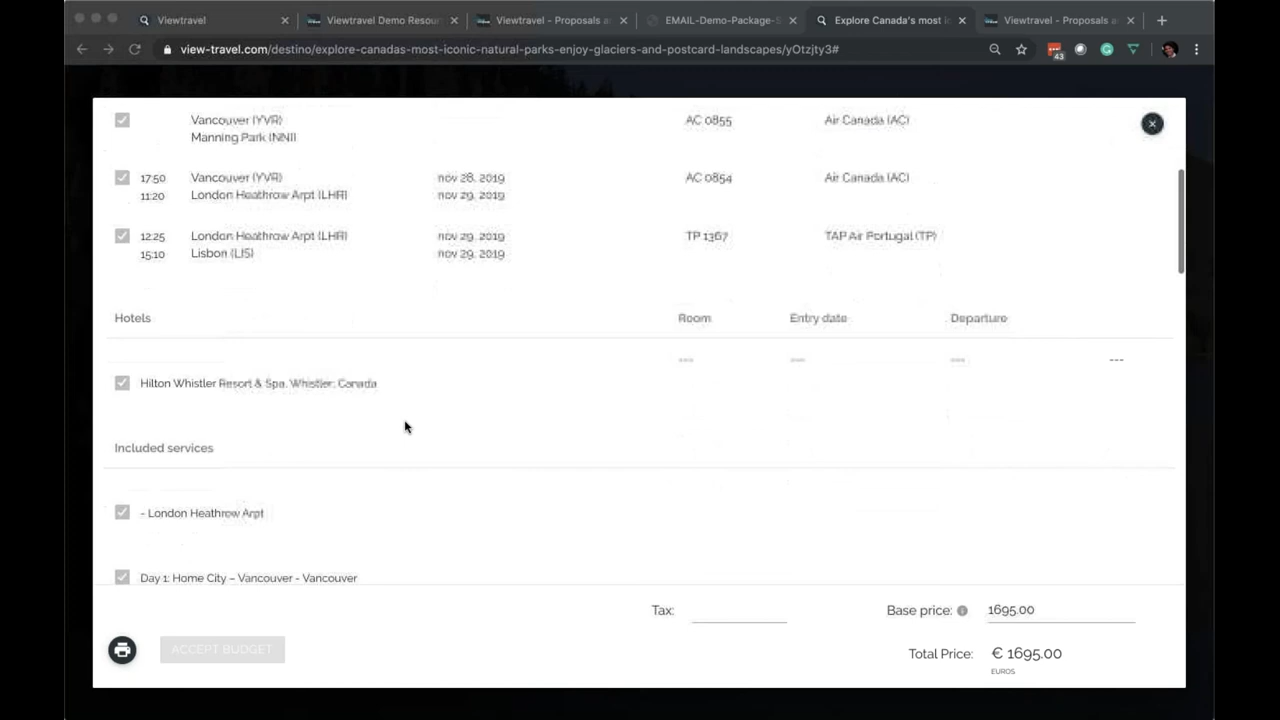 Viewtravel
Viewtravel Demo Resour
Viewtravel - Proposals a
EMAIL-Demo-Package-S
Explore Canada's most i
Viewtravel - Proposals a
view-travel.com/destino/explore-canadas-most-iconic-natural-parks-enjoy-glaciers-and-postcard-landscapes/yOtzjty3#
43
Vancouver (YVR) AC 0855 Air Canada (AC)
Manning Park (NNI)
17:50 Vancouver (YVR) nov 28, 2019 AC 0854 Air Canada (AC)
11:20 London Heathrow Arpt (LHR) nov 29, 2019
12:25 London Heathrow Arpt (LHR) nov 29, 2019 TP 1367 TAP Air Portugal (TP)
15:10 Lisbon (LIS) nov 29, 2019
Hotels Room Entry date Departure
--- --- --- ---
Hilton Whistler Resort & Spa, Whistler, Canada
Included services
- London Heathrow Arpt
Day 1: Home City – Vancouver - Vancouver
Tax: Base price: 1695.00
ACCEPT BUDGET
Total Price: € 1695.00
EUROS